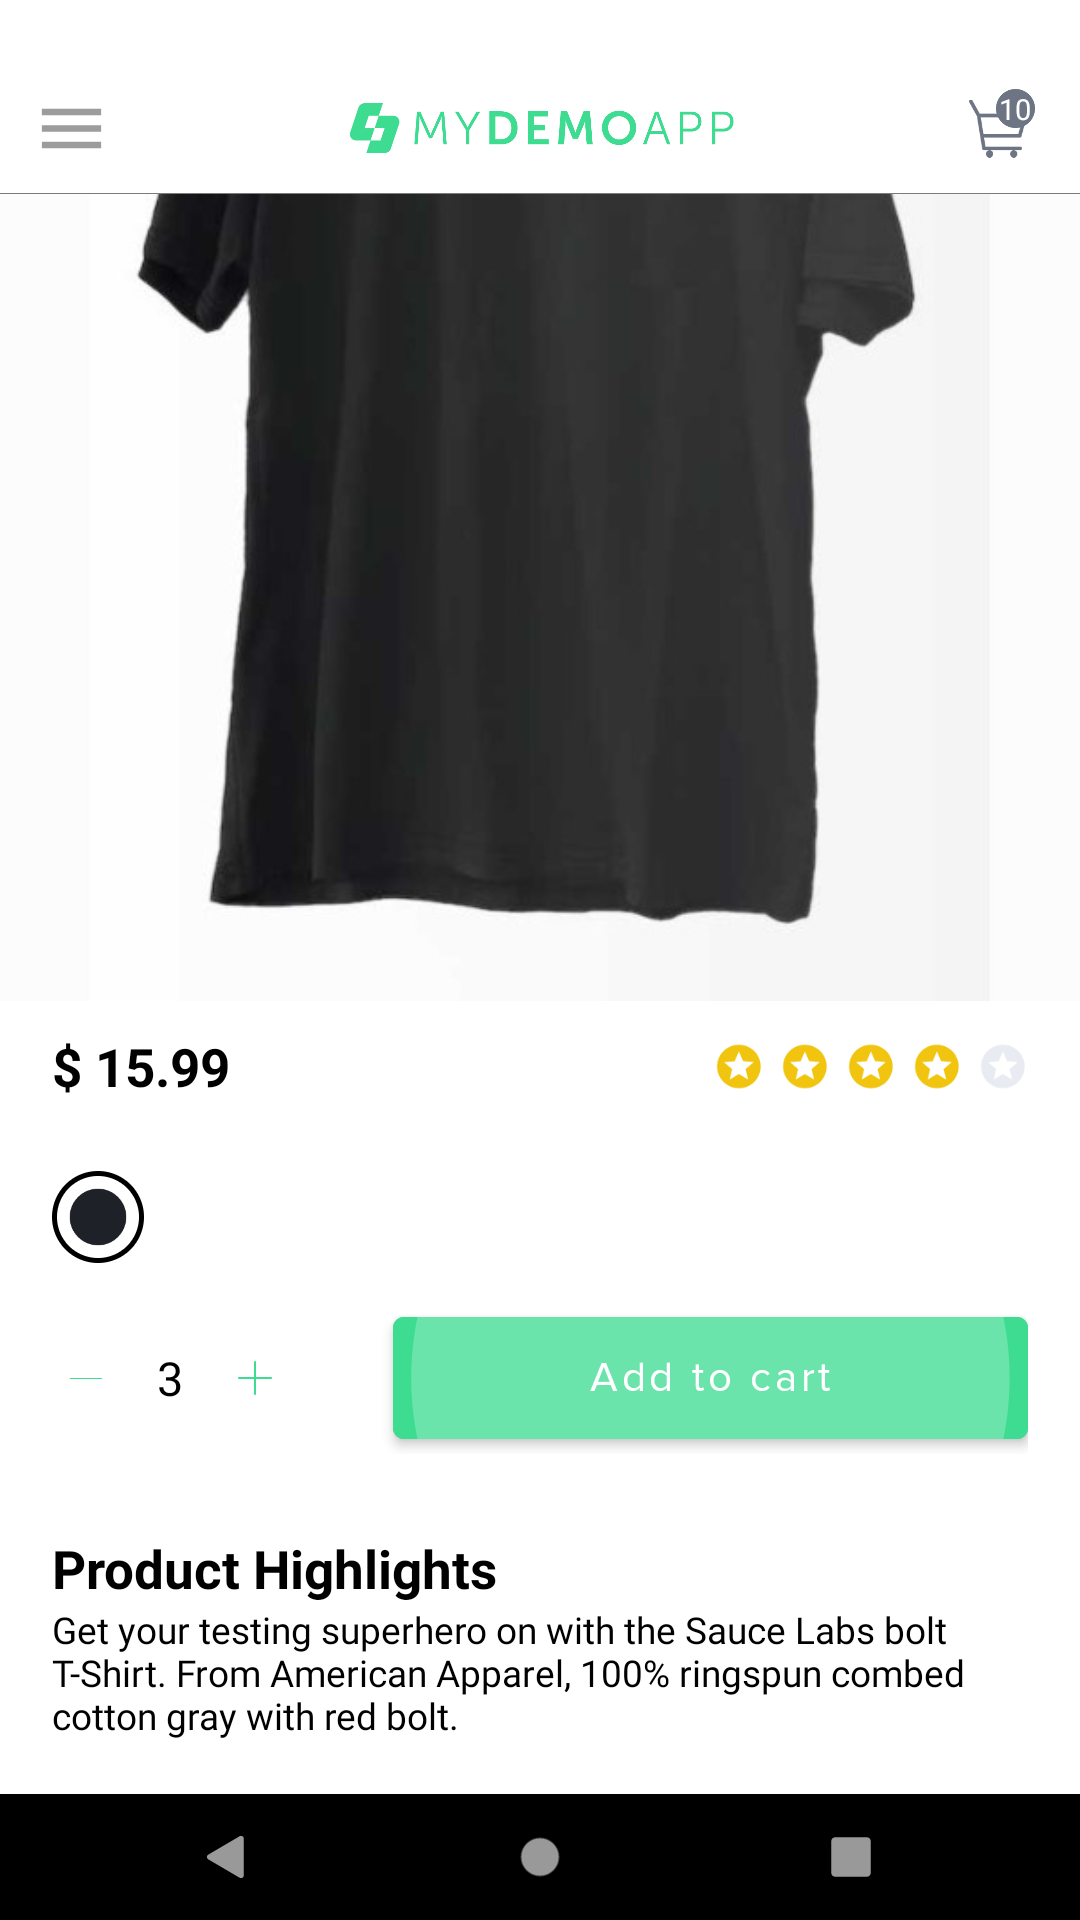 MYDEMOAPP
10
$ 15.99
3
Add to cart
Product Highlights
Get your testing superhero on with the Sauce Labs bolt
T-Shirt. From American Apparel, 100% ringspun combed
cotton gray with red bolt.